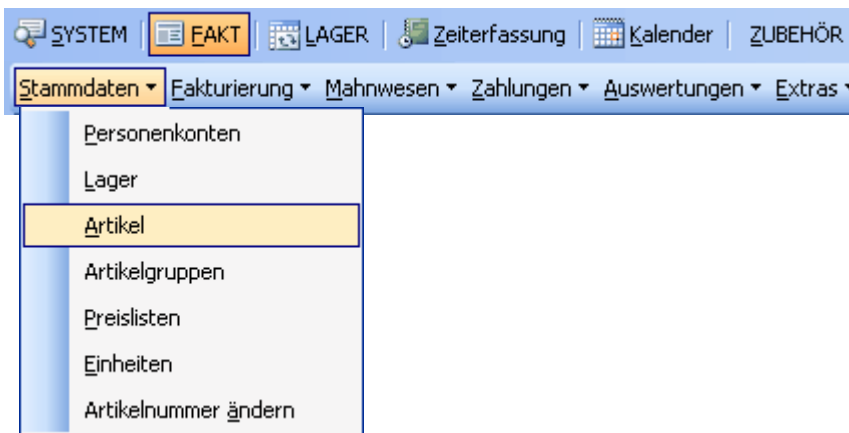 SYSTEM FAKT LAGER Zeiterfassung Kalender ZUBEHÖR
Stammdaten Fakturierung Mahnwesen Zahlungen Auswertungen Extras
Personenkonten
Lager
Artikel
Artikelgruppen
Preislisten
Einheiten
Artikelnummer ändern